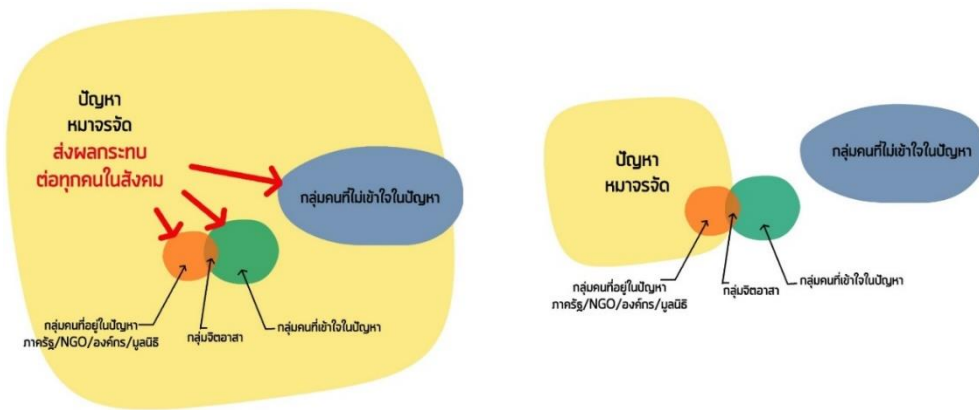 ปัญหา
หมาจรจัด
ส่งผลกระทบ
ต่อทุกคนในสังคม
กลุ่มคนที่ไม่เข้าใจในปัญหา
กลุ่มคนที่อยู่ในปัญหา
ภาครัฐ/NGO/องค์กร/มูลนิธิ
กลุ่มจิตอาสา
กลุ่มคนที่เข้าใจในปัญหา
ปัญหา
หมาจรจัด
กลุ่มคนที่ไม่เข้าใจในปัญหา
กลุ่มคนที่อยู่ในปัญหา
ภาครัฐ/NGO/องค์กร/มูลนิธิ
กลุ่มจิตอาสา
กลุ่มคนที่เข้าใจในปัญหา